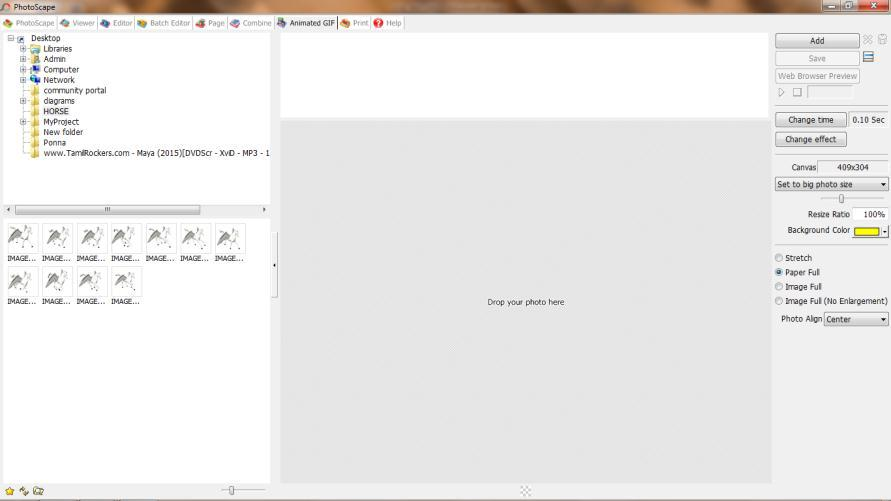 PhotoScape
PhotoScape Viewer Editor Batch Editor Page Combine Animated GIF Print Help
Desktop
Libraries
Admin
Computer
Network
community portal
diagrams
HORSE
MyProject
New folder
Ponna
www.TamilRockers.com - Maya (2015)[DVDScr - XviD - MP3 - 1
IMAGE... IMAGE... IMAGE... IMAGE... IMAGE... IMAGE... IMAGE...
IMAGE... IMAGE... IMAGE... IMAGE...
Drop your photo here
Add
Save
Web Browser Preview
Change time 0.10 Sec
Change effect
Canvas 409x304
Set to big photo size
Resize Ratio 100%
Background Color
Stretch
Paper Full
Image Full
Image Full (No Enlargement)
Photo Align Center